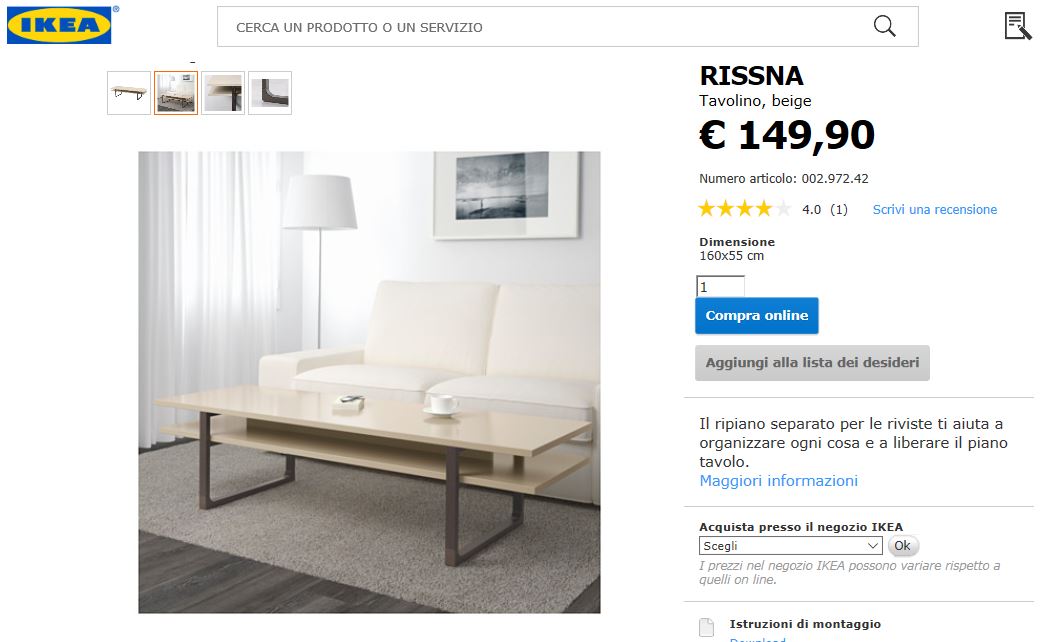 IKEA®
CERCA UN PRODOTTO O UN SERVIZIO
RISSNA
Tavolino, beige
€ 149,90
Numero articolo: 002.972.42
4.0 (1) Scrivi una recensione
Dimensione
160x55 cm
1
Compra online
Aggiungi alla lista dei desideri
Il ripiano separato per le riviste ti aiuta a
organizzare ogni cosa e a liberare il piano
tavolo.
Maggiori informazioni
Acquista presso il negozio IKEA
Scegli Ok
I prezzi nel negozio IKEA possono variare rispetto a
quelli on line.
Istruzioni di montaggio
Download